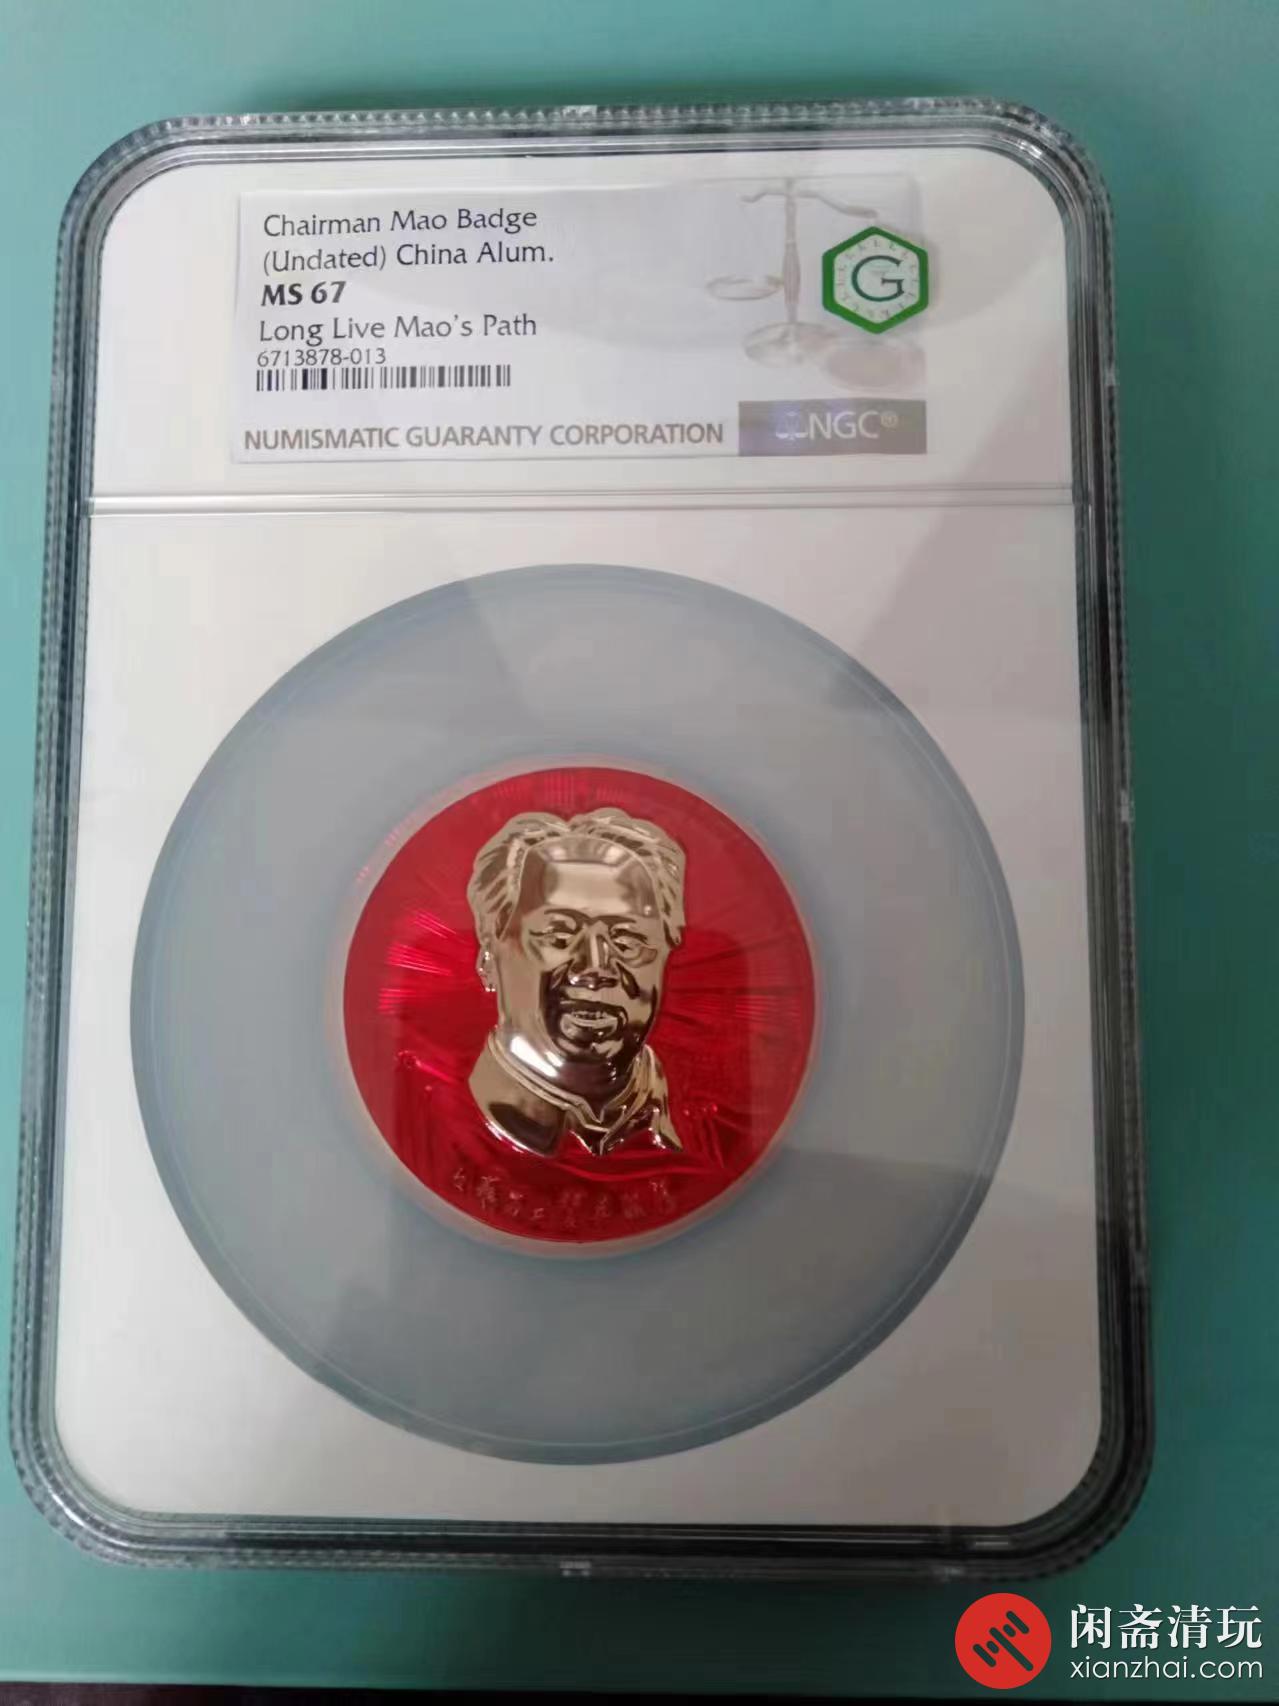 Chairman Mao Badge
(Undated) China Alum.
MS 67
Long Live Mao's Path
6713878-013
NUMISMATIC GUARANTY CORPORATION
NGC®
G
闲斋清玩
xianzhai.com